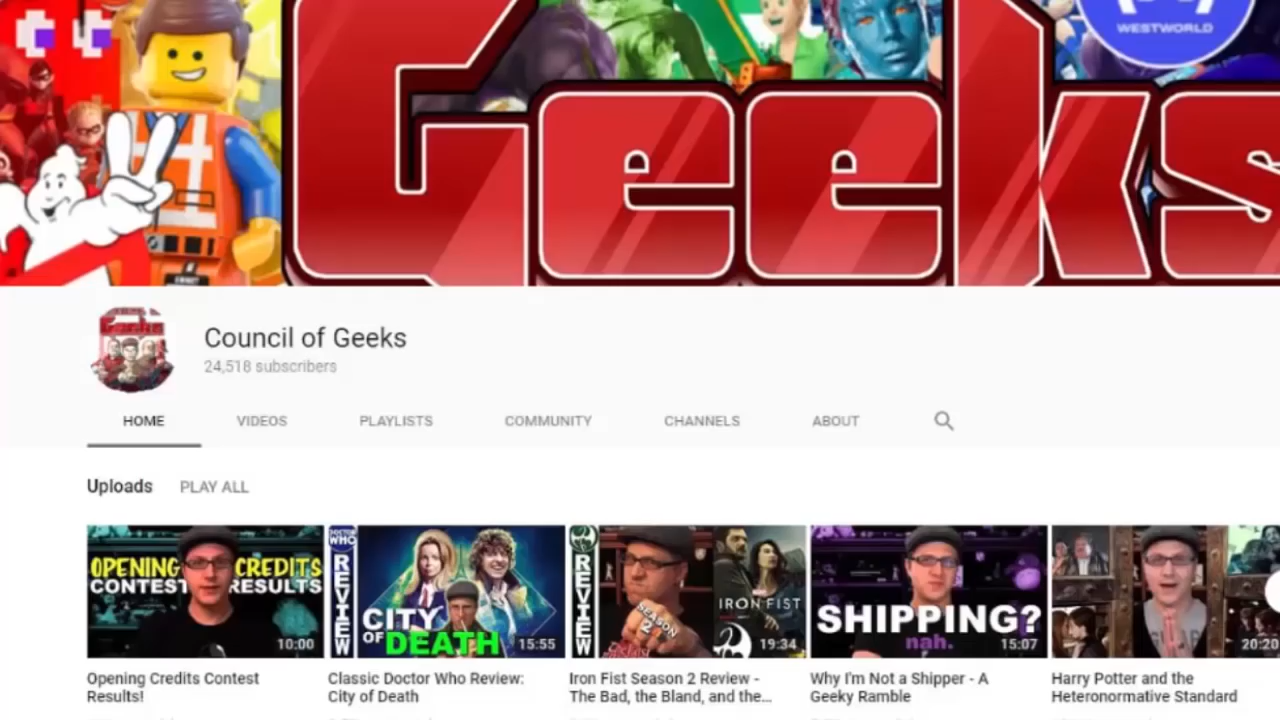 WESTWORLD
Geeks
Council of Geeks
24,518 subscribers
HOME VIDEOS PLAYLISTS COMMUNITY CHANNELS ABOUT
Uploads PLAY ALL
OPENING CREDITS
CONTEST RESULTS
10:00
DOCTOR WHO
REVIEW
CITY
OF DEATH
15:55
REVIEW
SEASON 2
IRON FIST
19:34
SHIPPING?
nah.
15:07
20:20
Opening Credits Contest
Results!
Classic Doctor Who Review:
City of Death
Iron Fist Season 2 Review -
The Bad, the Bland, and the...
Why I'm Not a Shipper - A
Geeky Ramble
Harry Potter and the
Heteronormative Standard